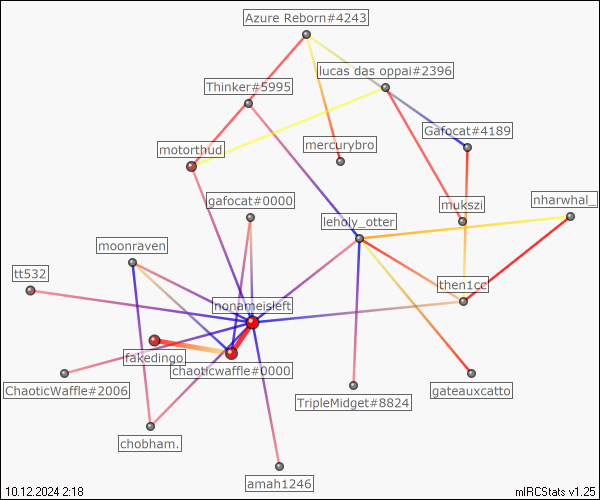 Azure Reborn#4243
lucas das oppai#2396
Thinker#5995
Gafocat#4189
mercurybro
motorthud
gafocat#0000
mukszi
nharwhal_
leholy_otter
moonraven
tt532
then1cc
nonameisleft
fakedingo
chaoticwaffle#0000
ChaoticWaffle#2006
gateauxcatto
TripleMidget#8824
chobham.
amah1246
10.12.2024 2:18
mIRCStats v1.25